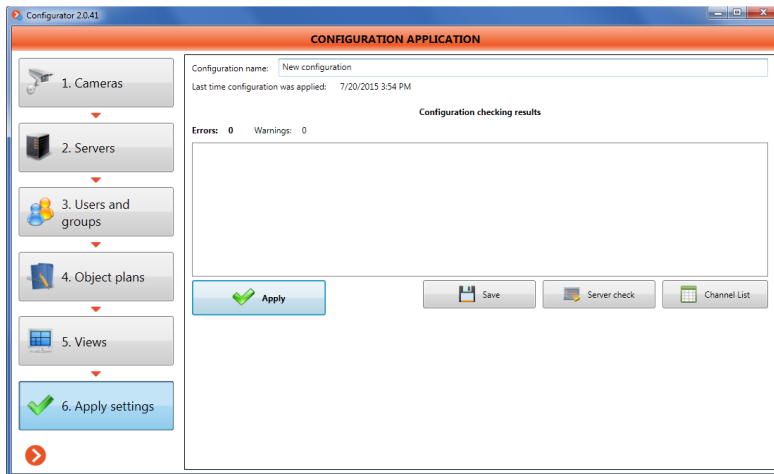 Configurator 2.0.41
CONFIGURATION APPLICATION
1. Cameras
2. Servers
3. Users and
groups
4. Object plans
5. Views
6. Apply settings
Configuration name: New configuration
Last time configuration was applied: 7/20/2015 3:54 PM
Configuration checking results
Errors: 0 Warnings: 0
Apply
Save
Server check
Channel List